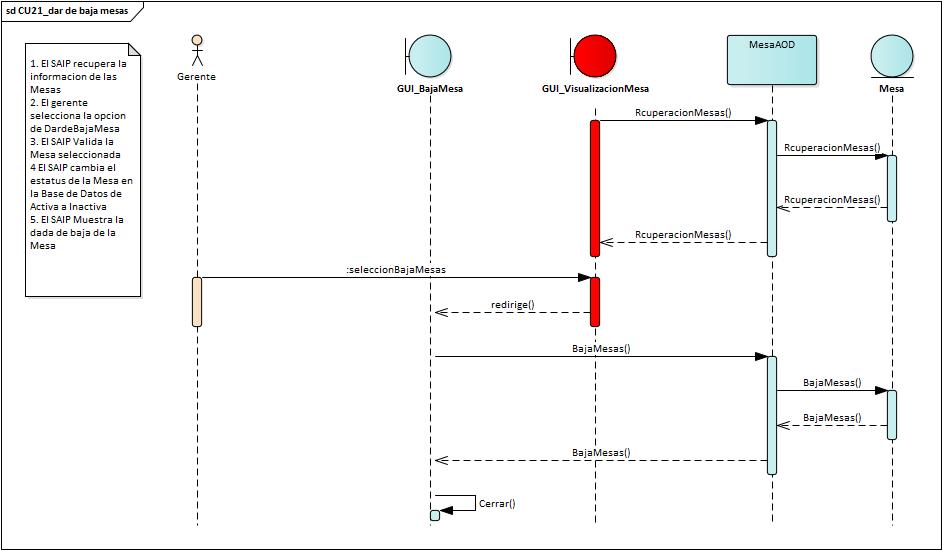 sd CU21_dar de baja mesas
1. El SAIP recupera la
informacion de las
Mesas
2. El gerente
selecciona la opcion
de DardeBajaMesa
3. El SAIP Valida la
Mesa seleccionada
4 El SAIP cambia el
estatus de la Mesa en
la Base de Datos de
Activa a Inactiva
5. El SAIP Muestra la
dada de baja de la
Mesa
Gerente
GUI_BajaMesa
GUI_VisualizacionMesa
MesaAOD
Mesa
RcuperacionMesas()
RcuperacionMesas()
RcuperacionMesas()
RcuperacionMesas()
:seleccionBajaMesas
redirige()
BajaMesas()
BajaMesas()
BajaMesas()
BajaMesas()
Cerrar()